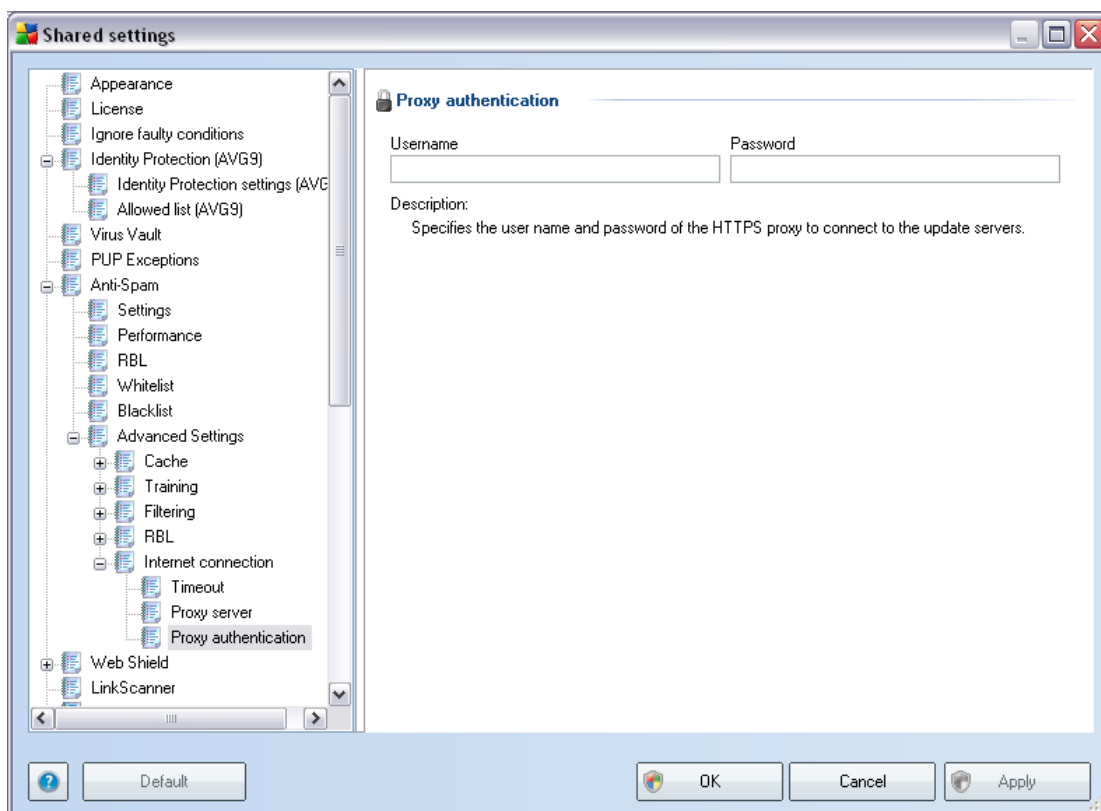 Shared settings
Appearance
License
Ignore faulty conditions
Identity Protection (AVG9)
Identity Protection settings (AVG
Allowed list (AVG9)
Virus Vault
PUP Exceptions
Anti-Spam
Settings
Performance
RBL
Whitelist
Blacklist
Advanced Settings
Cache
Training
Filtering
RBL
Internet connection
Timeout
Proxy server
Proxy authentication
Web Shield
LinkScanner
Proxy authentication
Username Password
Description:
Specifies the user name and password of the HTTPS proxy to connect to the update servers.
Default OK Cancel Apply